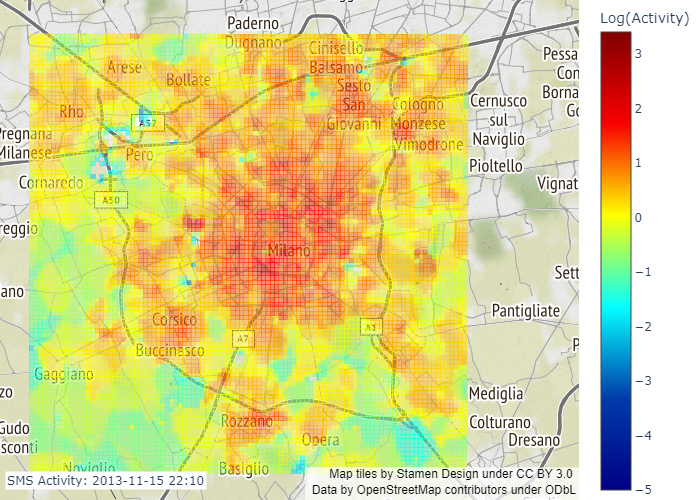 Log(Activity)
Paderno
Dugnano
Cinisello
Balsamo
Arese
Bollate
Sesto
San
Giovanni
Cologno
Monzese
Vimodrone
Rho
A52
Pero
Pregnana
Milanese
Cornaredo
A50
Cernusco
sul
Naviglio
Pioltello
Pessa
Con
Borna
Go
Vignat
reggio
Milano
Sett
ano
Pantigliate
Corsico
A7
A1
Buccinasco
P
Gaggiano
zo
Mediglia
Rozzano
Colturano
Gudo
sconti
Opera
Dresano
Noviglio
Basiglio
SMS Activity: 2013-11-15 22:10
Map tiles by Stamen Design under CC BY 3.0
Data by OpenStreetMap contributors under ODbL
3
2
1
0
−1
−2
−3
−4
−5